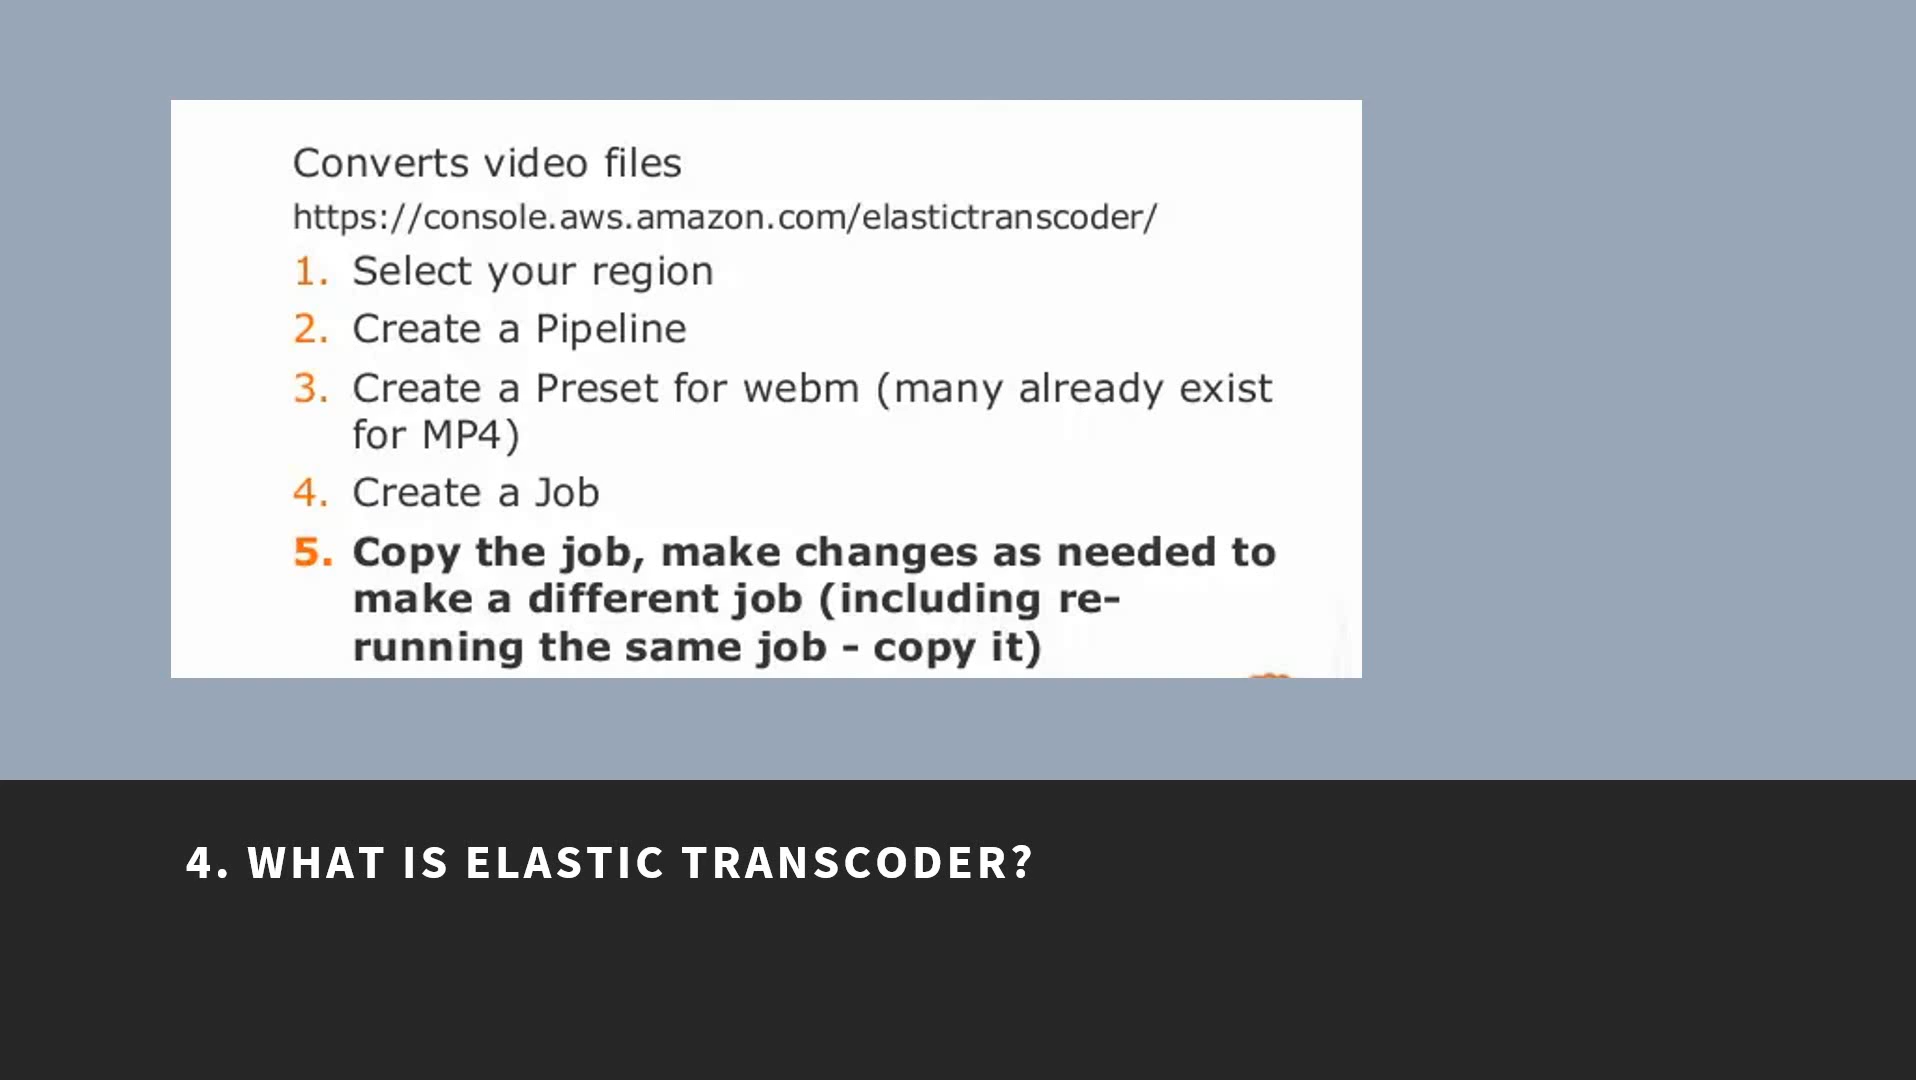 Converts video files
https://console.aws.amazon.com/elastictranscoder/
1. Select your region
2. Create a Pipeline
3. Create a Preset for webm (many already exist
for MP4)
4. Create a Job
5. Copy the job, make changes as needed to
make a different job (including re-
running the same job - copy it)
4. WHAT IS ELASTIC TRANSCODER?